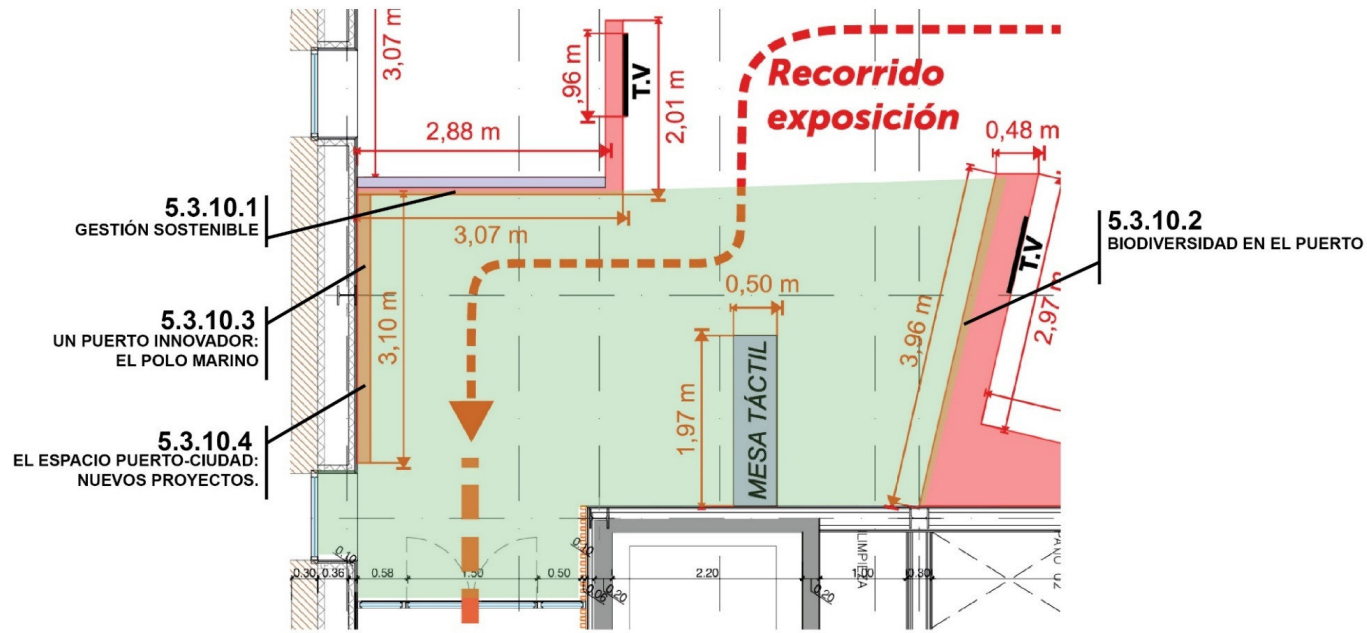 3,07 m
,96 m
T.V
2,01 m
Recorrido
exposición
0,48 m
2,88 m
5.3.10.1
GESTIÓN SOSTENIBLE
3,07 m
5.3.10.2
BIODIVERSIDAD EN EL PUERTO
T.V
2,97 m
0,50 m
3,10 m
3,96 m
5.3.10.3
UN PUERTO INNOVADOR:
EL POLO MARINO
1,97 m
MESA TÁCTIL
5.3.10.4
EL ESPACIO PUERTO-CIUDAD:
NUEVOS PROYECTOS.
0.10
0.10
0.30 0.36 0.58 1.50 0.50 2.20 1.00 0.30
0.20
0.20